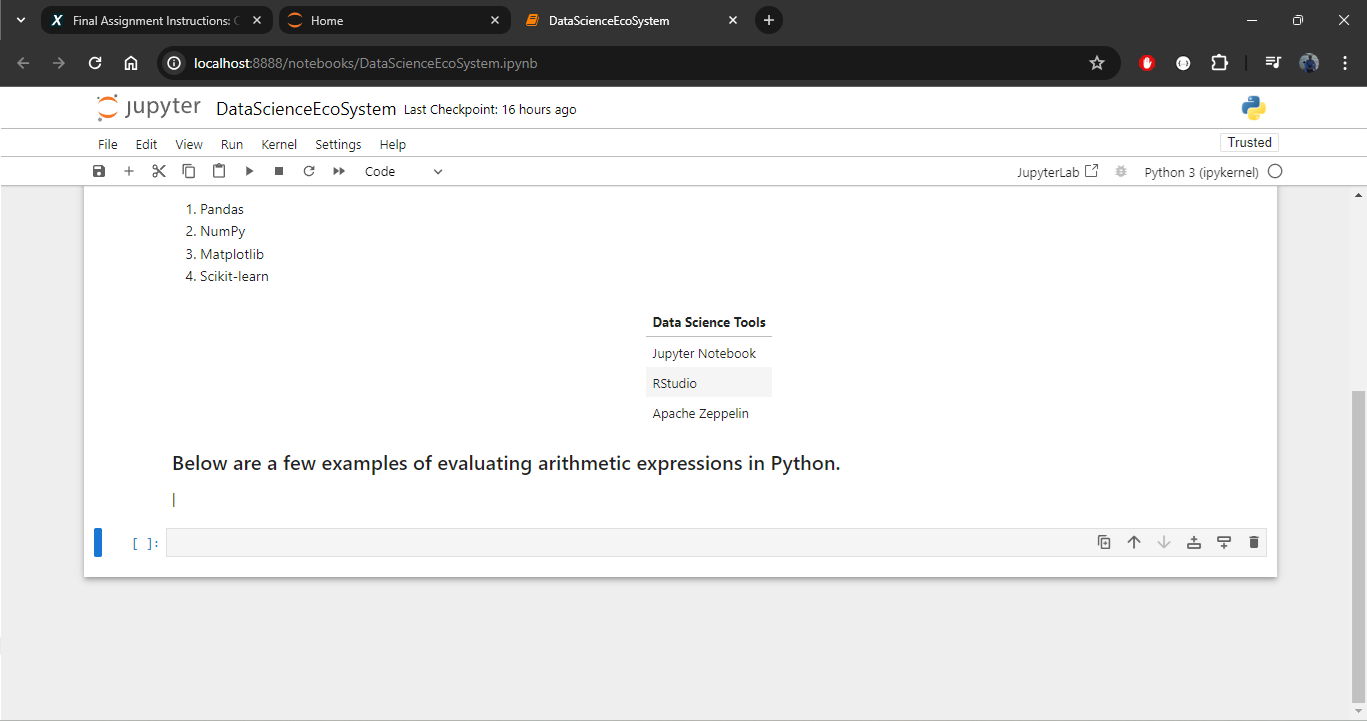 Final Assignment Instructions: C
Home
DataScienceEcoSystem
localhost:8888/notebooks/DataScienceEcoSystem.ipynb
jupyter DataScienceEcoSystem Last Checkpoint: 16 hours ago
File Edit View Run Kernel Settings Help
Trusted
Code
JupyterLab
Python 3 (ipykernel)
1. Pandas
2. NumPy
3. Matplotlib
4. Scikit-learn
Data Science Tools
Jupyter Notebook
RStudio
Apache Zeppelin
Below are a few examples of evaluating arithmetic expressions in Python.
|
[ ]: